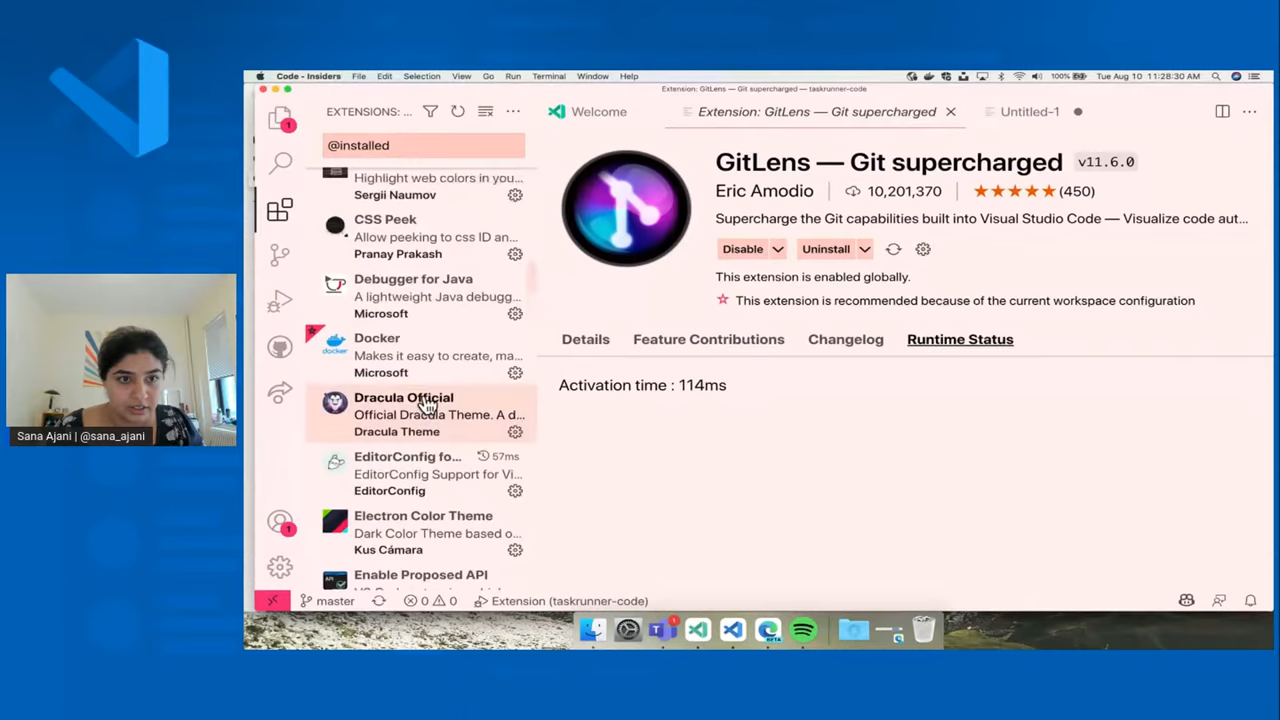 Code - Insiders File Edit Selection View Go Run Terminal Window Help
100% Tue Aug 10 11:28:30 AM
Extension: GitLens — Git supercharged — taskrunner-code
EXTENSIONS: ...
@installed
Highlight web colors in you...
Sergii Naumov
CSS Peek
Allow peeking to css ID an...
Pranay Prakash
Debugger for Java
A lightweight Java debugg...
Microsoft
Docker
docker
Makes it easy to create, ma...
Microsoft
Dracula Official
Official Dracula Theme. A d...
Dracula Theme
EditorConfig fo... 57ms
EditorConfig Support for Vi...
EditorConfig
Electron Color Theme
Dark Color Theme based o...
Kus Cámara
Enable Proposed API
API
1
1
Welcome
Extension: GitLens — Git supercharged
Untitled-1
GitLens — Git supercharged v11.6.0
Eric Amodio 10,201,370 (450)
Supercharge the Git capabilities built into Visual Studio Code — Visualize code aut...
Disable Uninstall
This extension is enabled globally.
This extension is recommended because of the current workspace configuration
Details Feature Contributions Changelog Runtime Status
Activation time : 114ms
master 0 0 Extension (taskrunner-code)
1
BETA
Sana Ajani | @sana_ajani